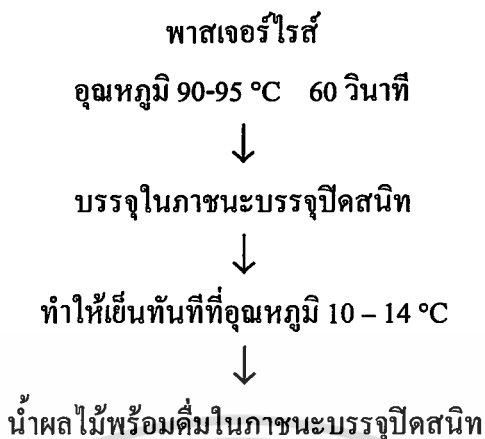 พาสเจอร์ไรส์
อุณหภูมิ 90-95 °C 60 วินาที
↓
บรรจุในภาชนะบรรจุปิดสนิท
↓
ทำให้เย็นทันทีที่อุณหภูมิ 10 – 14 °C
↓
น้ำผลไม้พร้อมดื่มในภาชนะบรรจุปิดสนิท